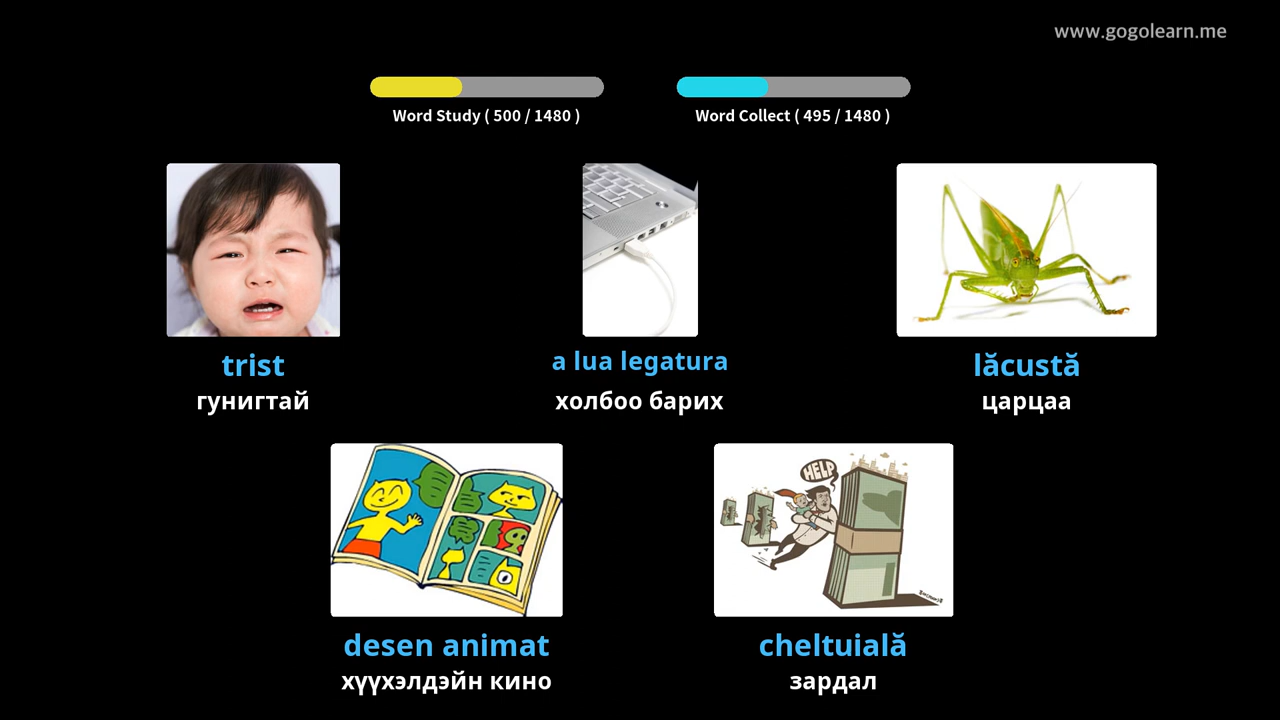 www.gogolearn.me
Word Study ( 500 / 1480 )
Word Collect ( 495 / 1480 )
trist
гунигтай
a lua legatura
холбоо барих
lăcustă
царцаа
HELP
desen animat
хүүхэлдэйн кино
cheltuială
зардал